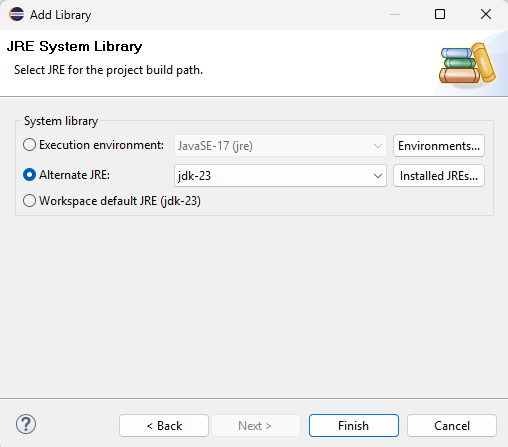 Add Library
JRE System Library
Select JRE for the project build path.
System library
Execution environment: JavaSE-17 (jre) Environments...
Alternate JRE: jdk-23 Installed JREs...
Workspace default JRE (jdk-23)
? < Back Next > Finish Cancel